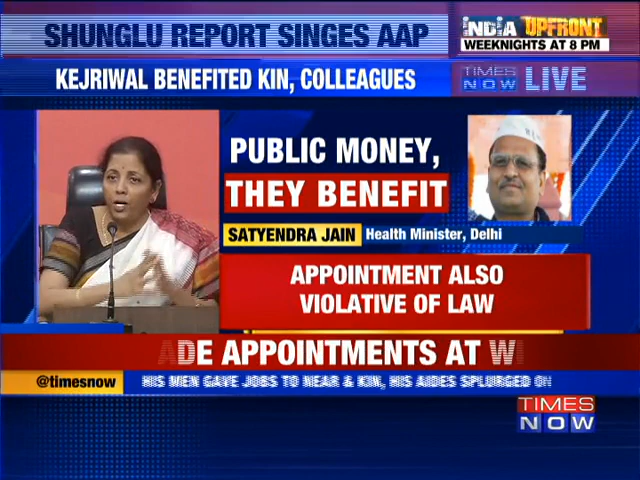 SHUNGLU REPORT SINGES AAP
THE INDIA UPFRONT
WEEKNIGHTS AT 8 PM
KEJRIWAL BENEFITED KIN, COLLEAGUES
TIMES NOW LIVE
PUBLIC MONEY,
THEY BENEFIT
SATYENDRA JAIN Health Minister, Delhi
APPOINTMENT ALSO
VIOLATIVE OF LAW
ADE APPOINTMENTS AT W
@timesnow HIS MEN GAVE JOBS TO NEAR & KIN, HIS AIDES SPLURGED ON
TIMES
NOW